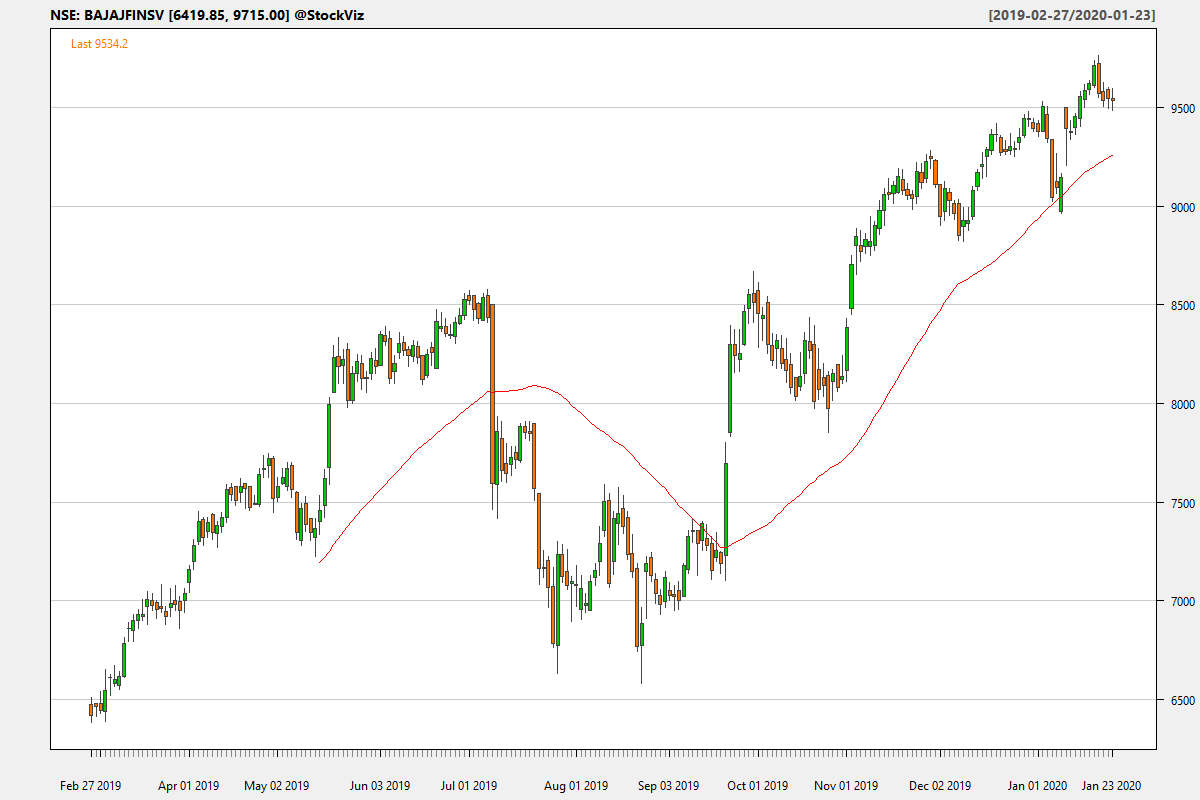 NSE: BAJAJFINSV [6419.85, 9715.00] @StockViz [2019-02-27/2020-01-23]
Last 9534.2
9500
9000
8500
8000
7500
7000
6500
Feb 27 2019 Apr 01 2019 May 02 2019 Jun 03 2019 Jul 01 2019 Aug 01 2019 Sep 03 2019 Oct 01 2019 Nov 01 2019 Dec 02 2019 Jan 01 2020 Jan 23 2020